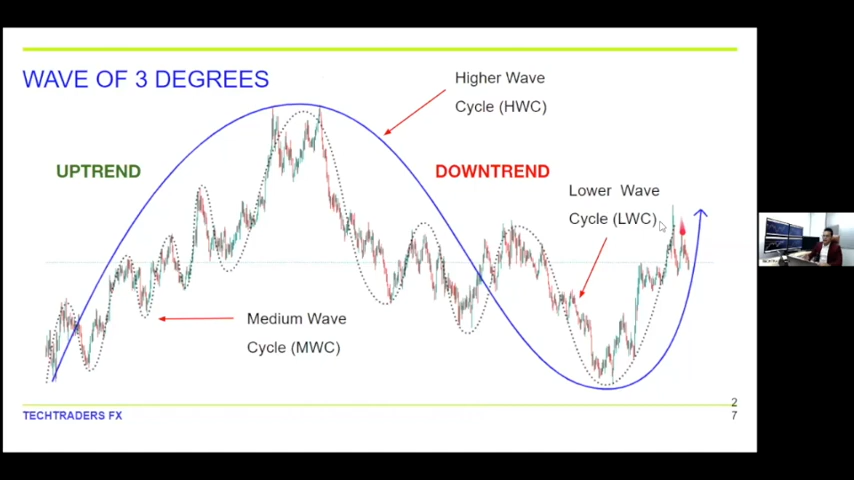 WAVE OF 3 DEGREES
Higher Wave
Cycle (HWC)
UPTREND
DOWNTREND
Lower Wave
Cycle (LWC)
Medium Wave
Cycle (MWC)
TECHTRADERS FX
2
7